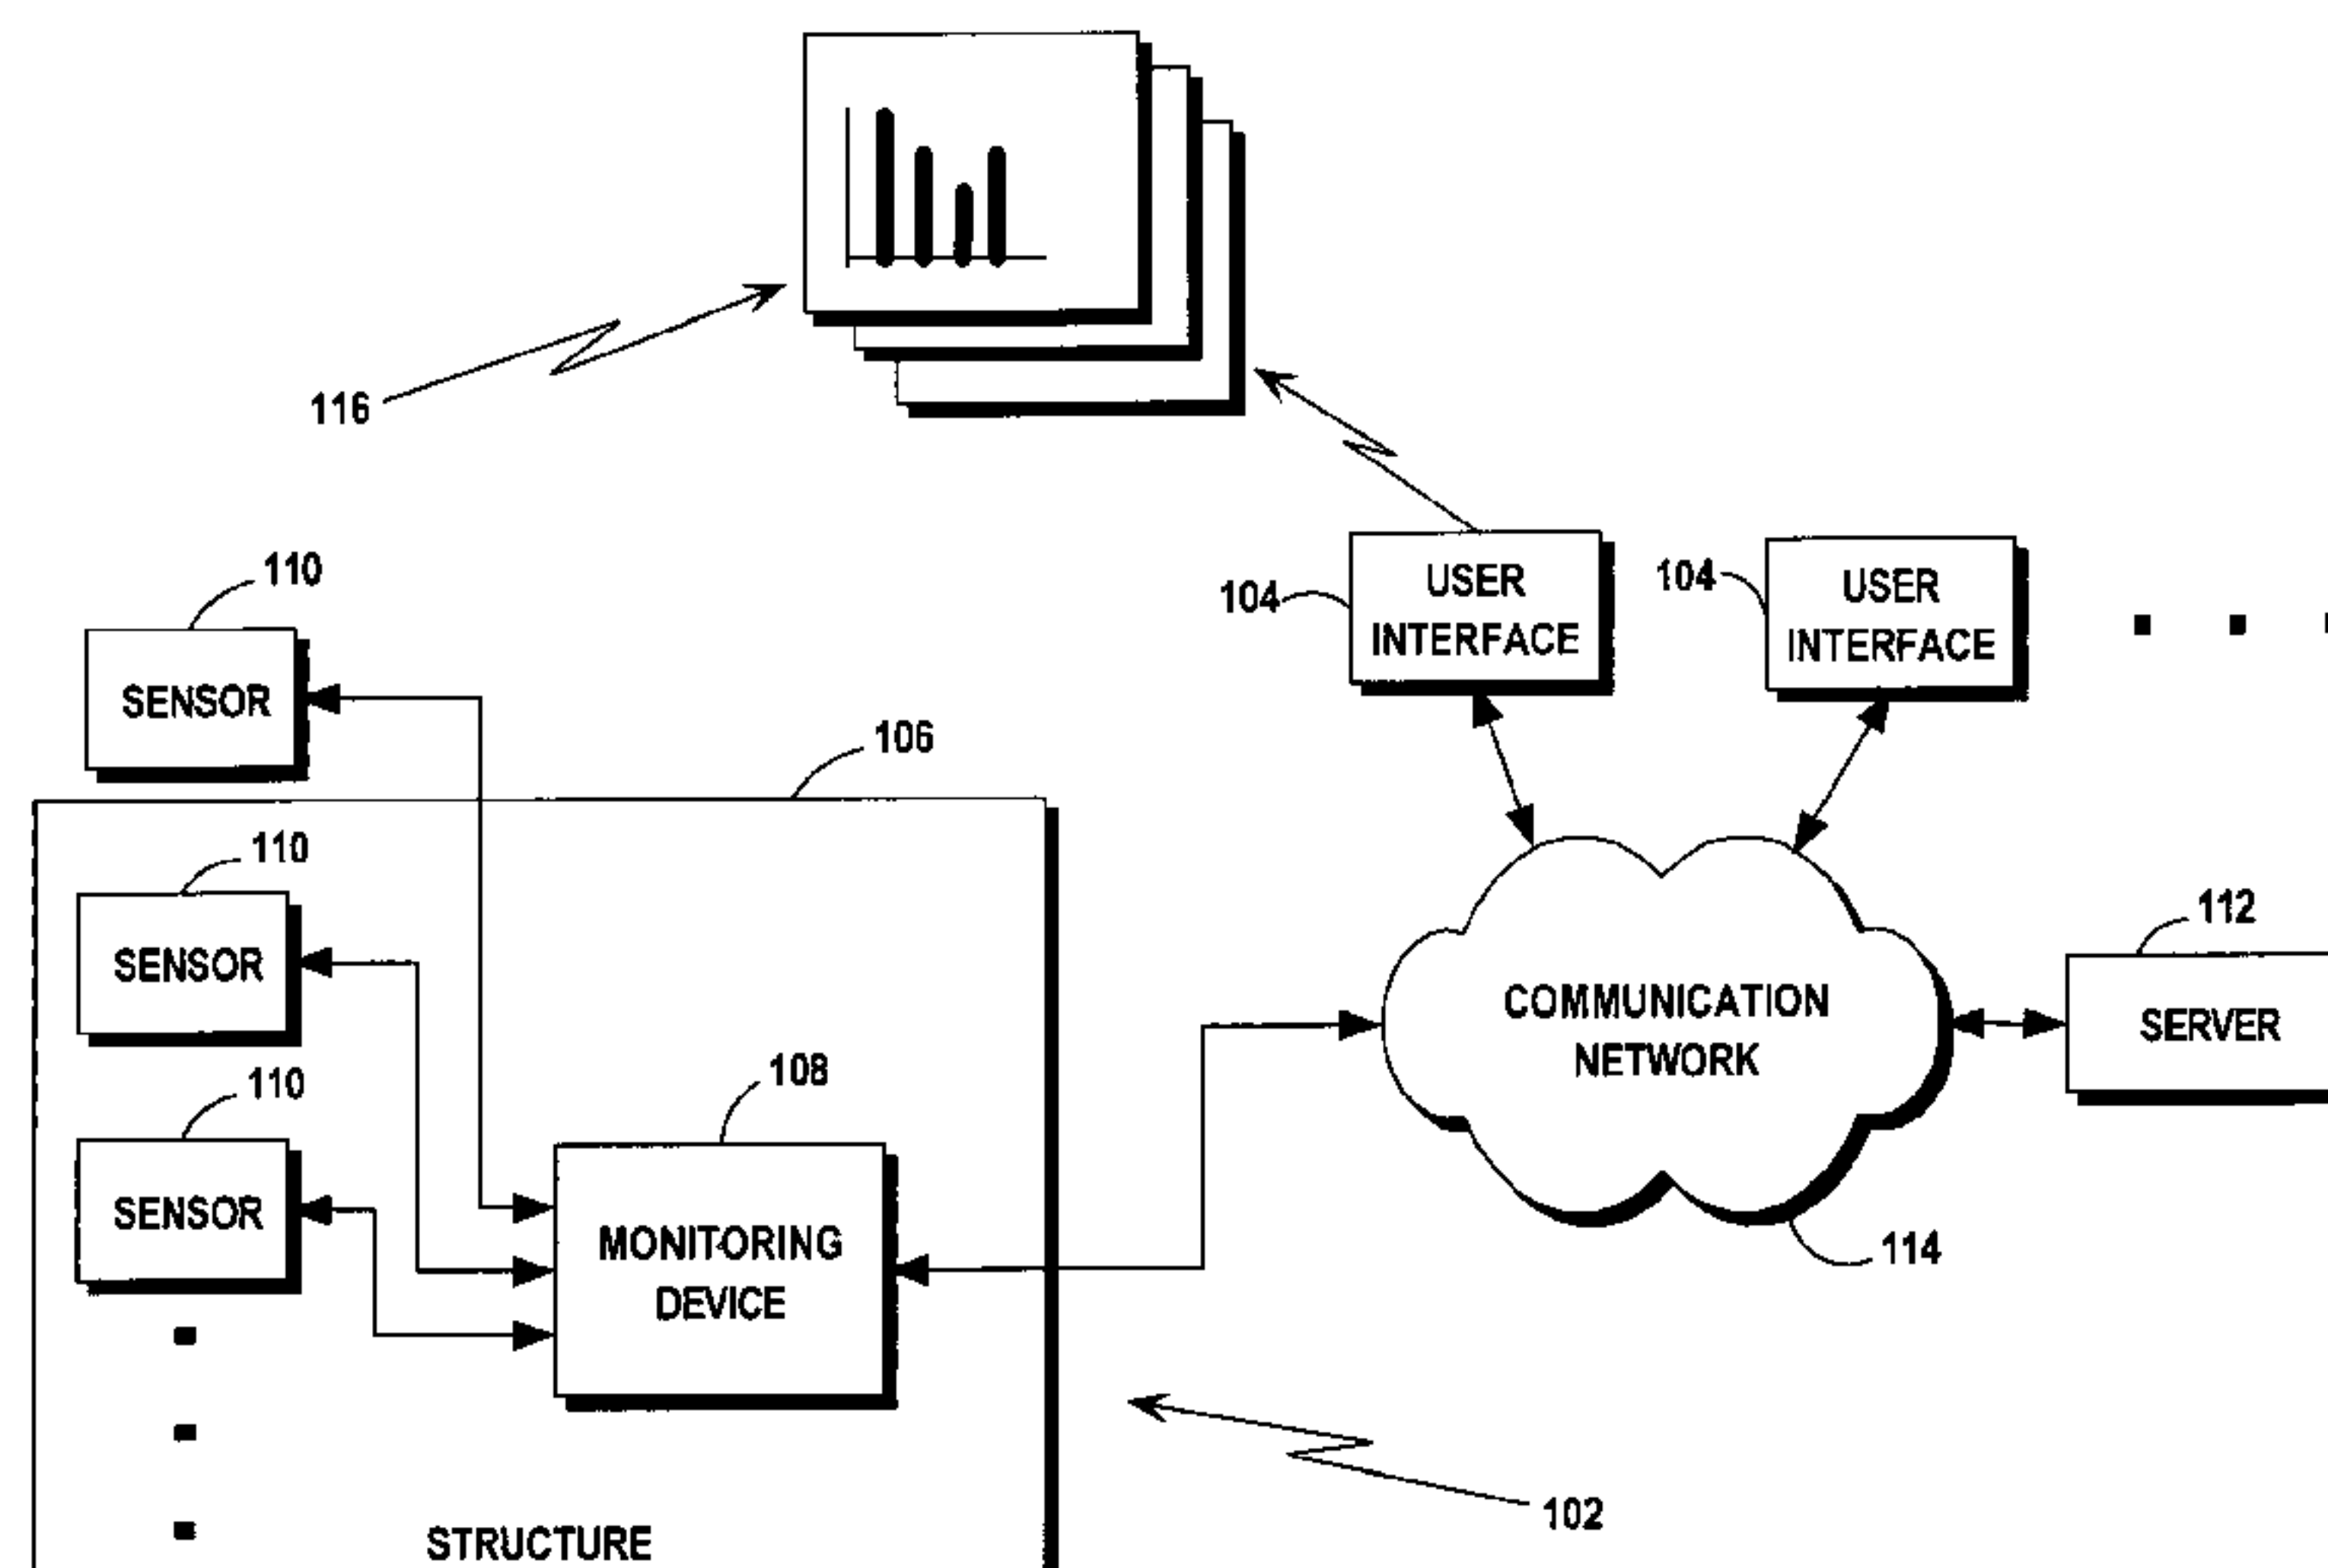 116
110
104
USER
INTERFACE
104
USER
INTERFACE
SENSOR
106
110
SENSOR
112
COMMUNICATION
NETWORK
SERVER
110
108
SENSOR
MONITORING
DEVICE
114
102
STRUCTURE